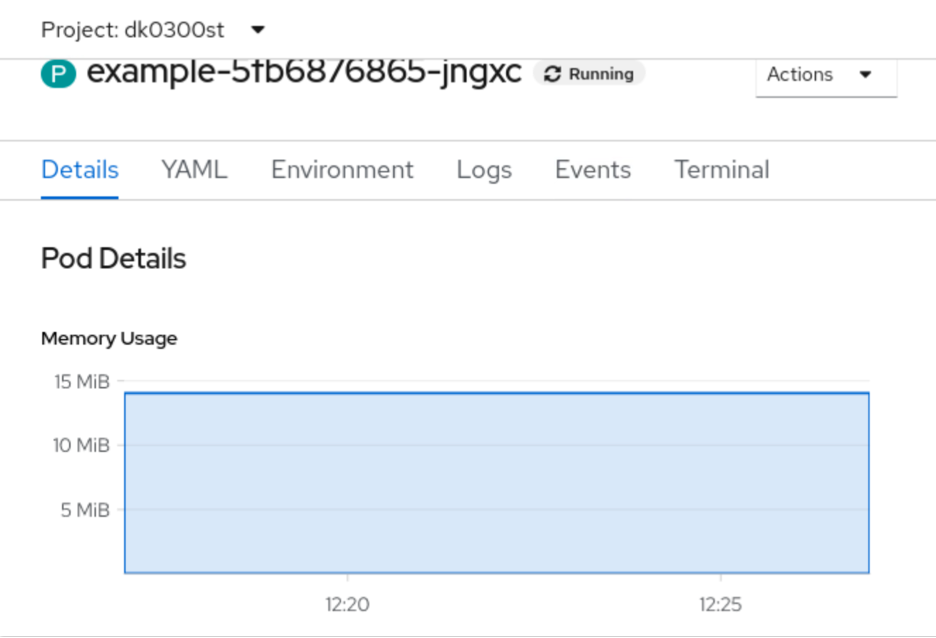 Project: dk0300st
P example-5fb6876865-jngxc Running
Actions
Details YAML Environment Logs Events Terminal
Pod Details
Memory Usage
15 MiB
10 MiB
5 MiB
12:20 12:25